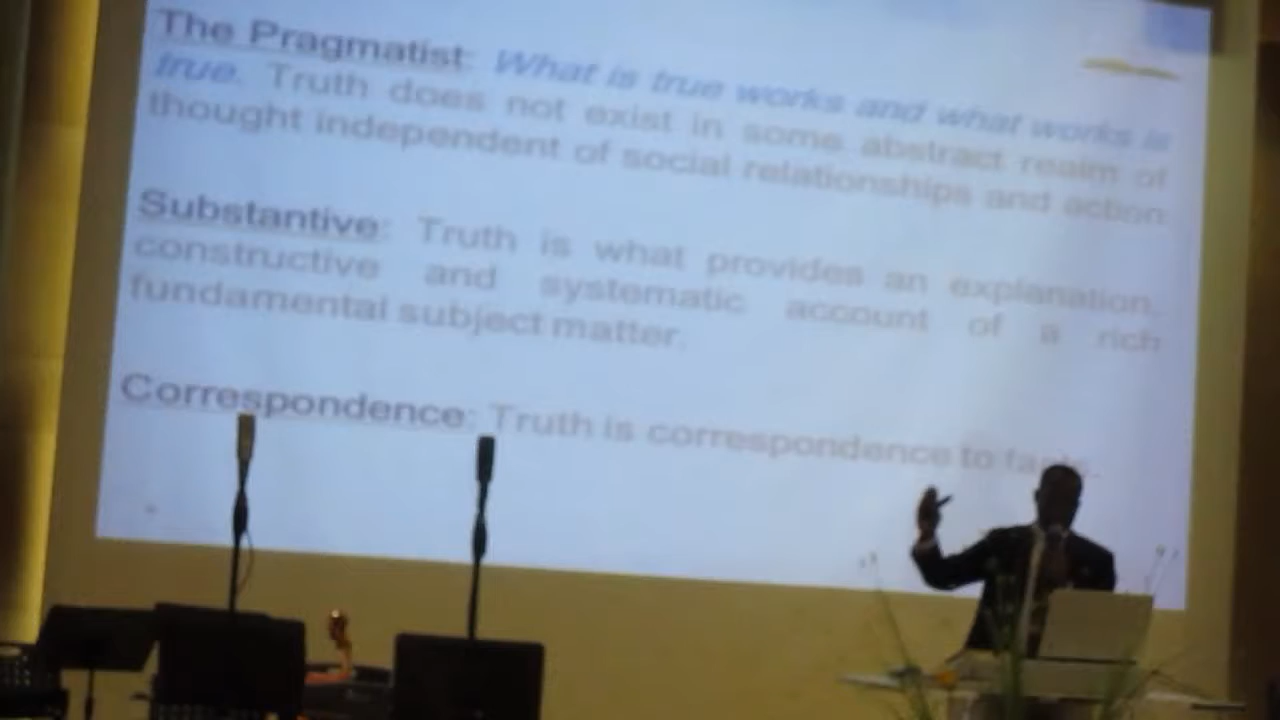 The Pragmatist: What is true works and what works is
true. Truth does not exist in some abstract realm of
thought independent of social relationships and action
Substantive: Truth is what provides an explanation,
constructive and systematic account of a rich
fundamental subject matter.
Correspondence: Truth is correspondence to facts.